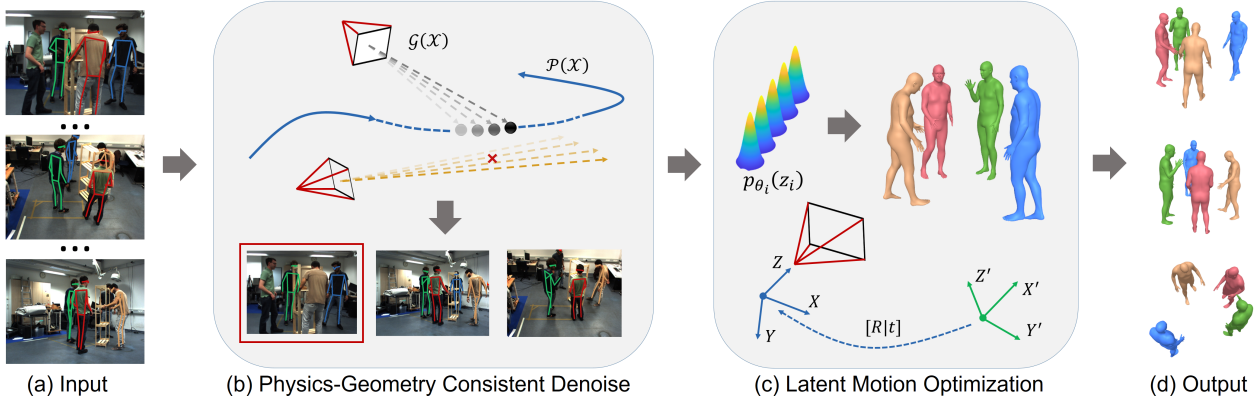 𝒢(𝒳)
𝒫(𝒳)
p_{θ_i}(z_i)
Z
X
Y
[R|t]
Z′
X′
Y′
(a) Input
(b) Physics-Geometry Consistent Denoise
(c) Latent Motion Optimization
(d) Output